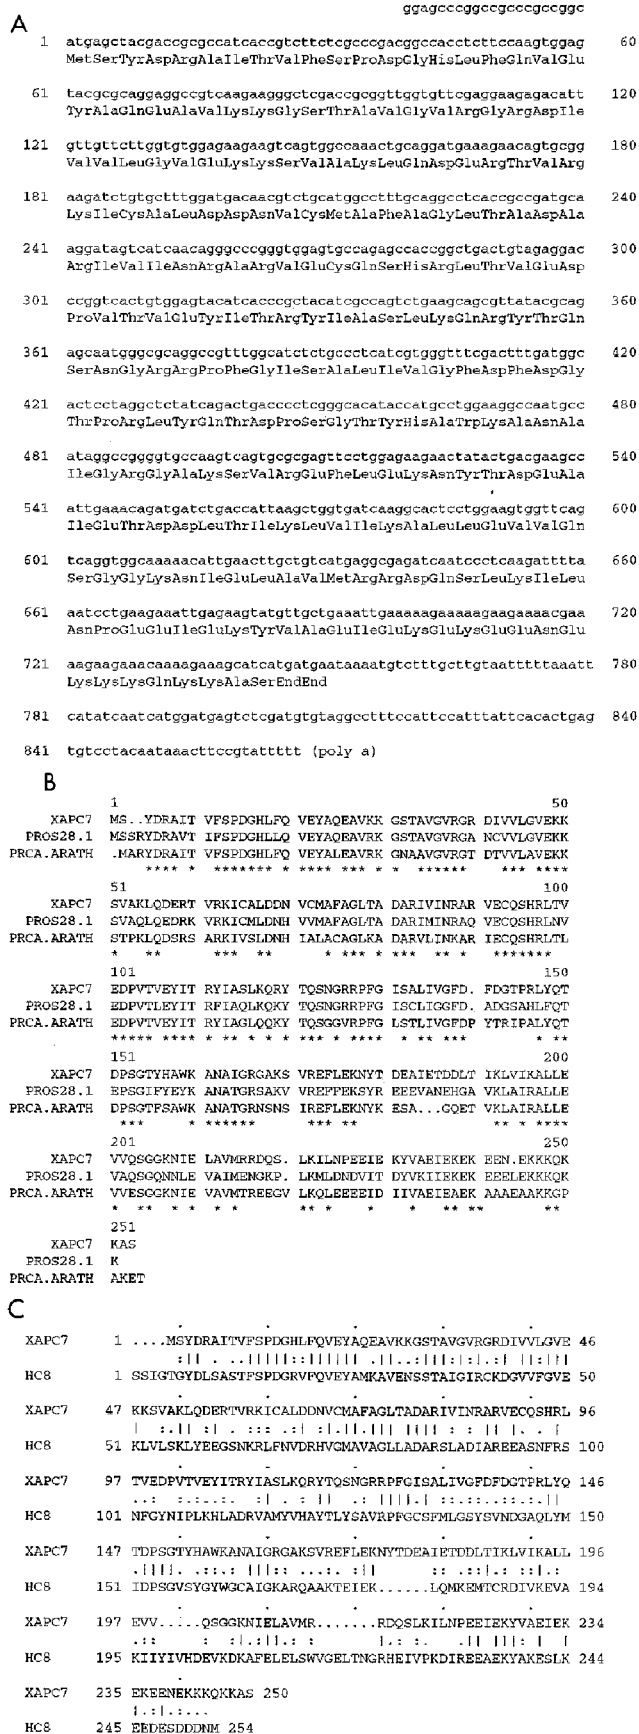 ggagcccggccgcccgccggc
A
1 atgagctacgaccgcgccatcaccgtcttctcgcccgacggccacctcttccaagtggag 60
MetSerTyrAspArgAlaIleThrValPheSerProAspGlyHisLeuPheGlnValGlu
61 tacgcgcaggaggccgtcaagaagggctcgaccgcggttggtgttcgaggaagagacatt 120
TyrAlaGlnGluAlaValLysLysGlySerThrAlaValGlyValArgGlyArgAspIle
121 gttgttcttggtgtggagaagaagtcagtggccaaactgcaggatgaaagaacagtgcgg 180
ValValLeuGlyValGluLysLysSerValAlaLysLeuGlnAspGluArgThrValArg
181 aagatctgtgctttggatgacaacgtctgcatggcctttgcaggcctcaccgccgatgca 240
LysIleCysAlaLeuAspAspAsnValCysMetAlaPheAlaGlyLeuThrAlaAspAla
241 aggatagtcatcaacagggcccgggtggagtgccagagccaccggctgactgtagaggac 300
ArgIleValIleAsnArgAlaArgValGluCysGlnSerHisArgLeuThrValGluAsp
301 ccggtcactgtggagtacatcacccgctacatcgccagtctgaagcagcgttatacgcag 360
ProValThrValGluTyrIleThrArgTyrIleAlaSerLeuLysGlnArgTyrThrGln
361 agcaatgggcgcaggccgtttggcatctctgccctcatcgtgggtttcgactttgatggc 420
SerAsnGlyArgArgProPheGlyIleSerAlaLeuIleValGlyPheAspPheAspGly
421 actcctaggctctatcagactgacccctcgggcacataccatgcctggaaggccaatgcc 480
ThrProArgLeuTyrGlnThrAspProSerGlyThrTyrHisAlaTrpLysAlaAsnAla
481 ataggccggggtgccaagtcagtgcgcgagttcctggagaagaactatactgacgaagcc 540
IleGlyArgGlyAlaLysSerValArgGluPheLeuGluLysAsnTyrThrAspGluAla
541 attgaaacagatgatctgaccattaagctggtgatcaaggcactcctggaagtggttcag 600
IleGluThrAspAspLeuThrIleLysLeuValIleLysAlaLeuLeuGluValValGln
601 tcaggtggcaaaaacattgaacttgctgtcatgaggcgagatcaatccctcaagatttta 660
SerGlyGlyLysAsnIleGluLeuAlaValMetArgArgAspGlnSerLeuLysIleLeu
661 aatcctgaagaaattgagaagtatgttgctgaaattgaaaaagaaaaagaagaaaacgaa 720
AsnProGluGluIleGluLysTyrValAlaGluIleGluLysGluLysGluGluAsnGlu
721 aagaagaaacaaaagaaagcatcatgatgaataaaatgtctttgcttgtaatttttaaatt 780
LysLysLysGlnLysLysAlaSerEndEnd
781 catatcaatcatggatgagtctcgatgtgtaggcctttccattccatttattcacactgag 840
841 tgtcctacaataaacttccgtattttt (poly a)
B
1 50
XAPC7 MS..YDRAIT VFSPDGHLFQ VEYAQEAVKK GSTAVGVRGR DIVVLGVEKK
PROS28.1 MSSRYDRAVT IFSPDGHLLQ VEYAQEAVRK GSTAVGVRGA NCVVLGVEKK
PRCA.ARATH .MARYDRAIT VFSPDGHLFQ VEYALEAVRK GNAAVGVRGT DTVVLAVEKK
**** * ******* * **** *** * * ****** *** ****
51 100
XAPC7 SVAKLQDERT VRKICALDDN VCMAFAGLTA DARIVINRAR VECQSHRLTV
PROS28.1 SVAQLQEDRK VRKICMLDNH VVMAFAGLTA DARIMINRAQ VECQSHRLNV
PRCA.ARATH STPKLQDSRS ARKIVSLDNH IALACAGLKA DARVLINKAR IECQSHRLTL
* ** * *** ** * *** * *** ** * *******
101 150
XAPC7 EDPVTVEYIT RYIASLKQRY TQSNGRRPFG ISALIVGFD. FDGTPRLYQT
PROS28.1 EDPVTLEYIT RFIAQLKQKY TQSNGRRPFG ISCLIGGFD. ADGSAHLFQT
PRCA.ARATH EDPVTVEYIT RYIAGLQQKY TQSGGVRPFG LSTLIVGFDP YTRIPALYQT
***** **** * ** * * * *** * **** * ** *** * **
151 200
XAPC7 DPSGTYHAWK ANAIGRGAKS VREFLEKNYT DEAIETDDLT IKLVIKALLE
PROS28.1 EPSGIFYEYK ANATGRSAKV VREFFEKSYR EEEVANEHGA VKLAIRALLE
PRCA.ARATH DPSGTFSAWK ANATGRNSNS IREFLEKNYK ESA...GQET VKLAIRALLE
*** * *** ** *** ** * ** * ****
201 250
XAPC7 VVQSGGKNIE LAVMRRDQS. LKILNPEEIE KYVAEIEKEK EEN.EKKKQK
PROS28.1 VAQSGQNNLE VAIMENGKP. LKMLDNDVIT DYVKIIEKEK EEELEKKKQK
PRCA.ARATH VVESGGKNIE VAVMTREEGV LKQLEEEEID IIVAEIEAEK AAAEAAKKGP
* ** * * * * ** * * * ** ** **
251
XAPC7 KAS
PROS28.1 K
PRCA.ARATH AKET
C
XAPC7 1 ....MSYDRAITVFSPDGHLFQVEYAQEAVKKGSTAVGVRGRDIVVLGVE 46
HC8 1 SSIGTGYDLSASTFSPDGRVFQVEYAMKAVENSSTAIGIRCKDGVVFGVE 50
XAPC7 47 KKSVAKLQDERTVRKICALDDNVCMAFAGLTADARIVINRARVECQSHRL 96
HC8 51 KLVLSKLYEEGSNKRLFNVDRHVGMAVAGLLADARSLADIAREEASNFRS 100
XAPC7 97 TVEDPVTVEYITRYIASLKQRYTQSNGRRPFGISALIVGFDFDGTPRLYQ 146
HC8 101 NFGYNIPLKHLADRVAMYVHAYTLYSAVRPFGCSFMLGSYSVNDGAQLYM 150
XAPC7 147 TDPSGTYHAWKANAIGRGAKSVREFLEKNYTDEAIETDDLTIKLVIKALL 196
HC8 151 IDPSGVSYGYWGCAIGKARQAAKTEIEK......LQMKEMTCRDIVKEVA 194
XAPC7 197 EVV.....QSGGKNIELAVMR.......RDQSLKILNPEEIEKYVAEIEK 234
HC8 195 KIIYIVHDEVKDKAFELELSWVGELTNGRHEIVPKDIREEAEKYAKESLK 244
XAPC7 235 EKEENEKKKQKKAS 250
HC8 245 EEDESDDDNM 254